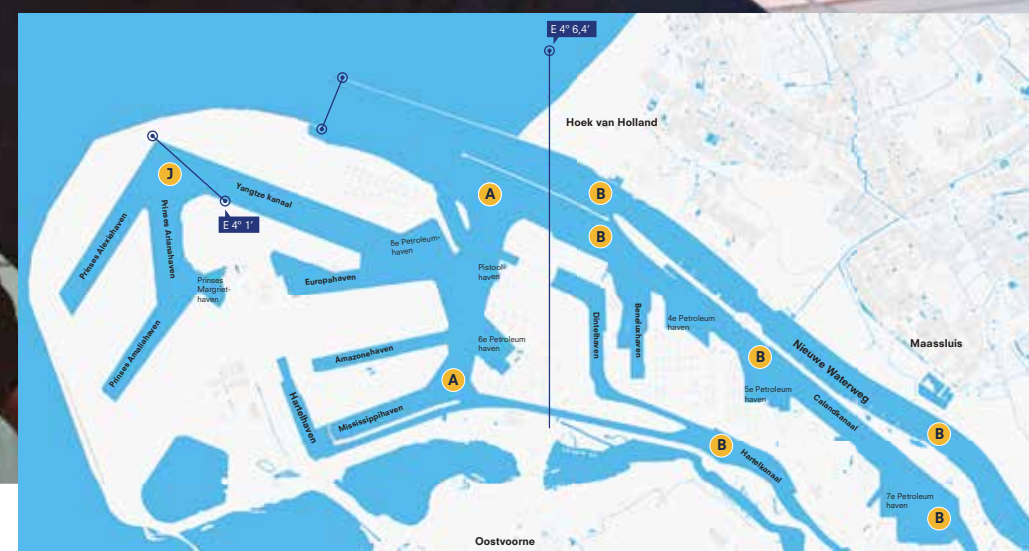 E 4° 6,4′
Hoek van Holland
J
A
B
Yangtze kanaal
E 4° 1′
B
Prinses Alexiahaven
Prinses Arianahaven
8e Petroleum-
haven
Pistool-
haven
Europahaven
Prinses
Margriet-
haven
Dintelhaven
Beneluxhaven
4e Petroleum
haven
6e Petroleum
haven
Maassluis
Prinses Amaliahaven
Amazonehaven
B
Nieuwe Waterweg
A
5e Petroleum
haven
Calandkanaal
Hartelhaven
Mississippihaven
B
B
Hartelkanaal
7e Petroleum
haven
B
Oostvoorne